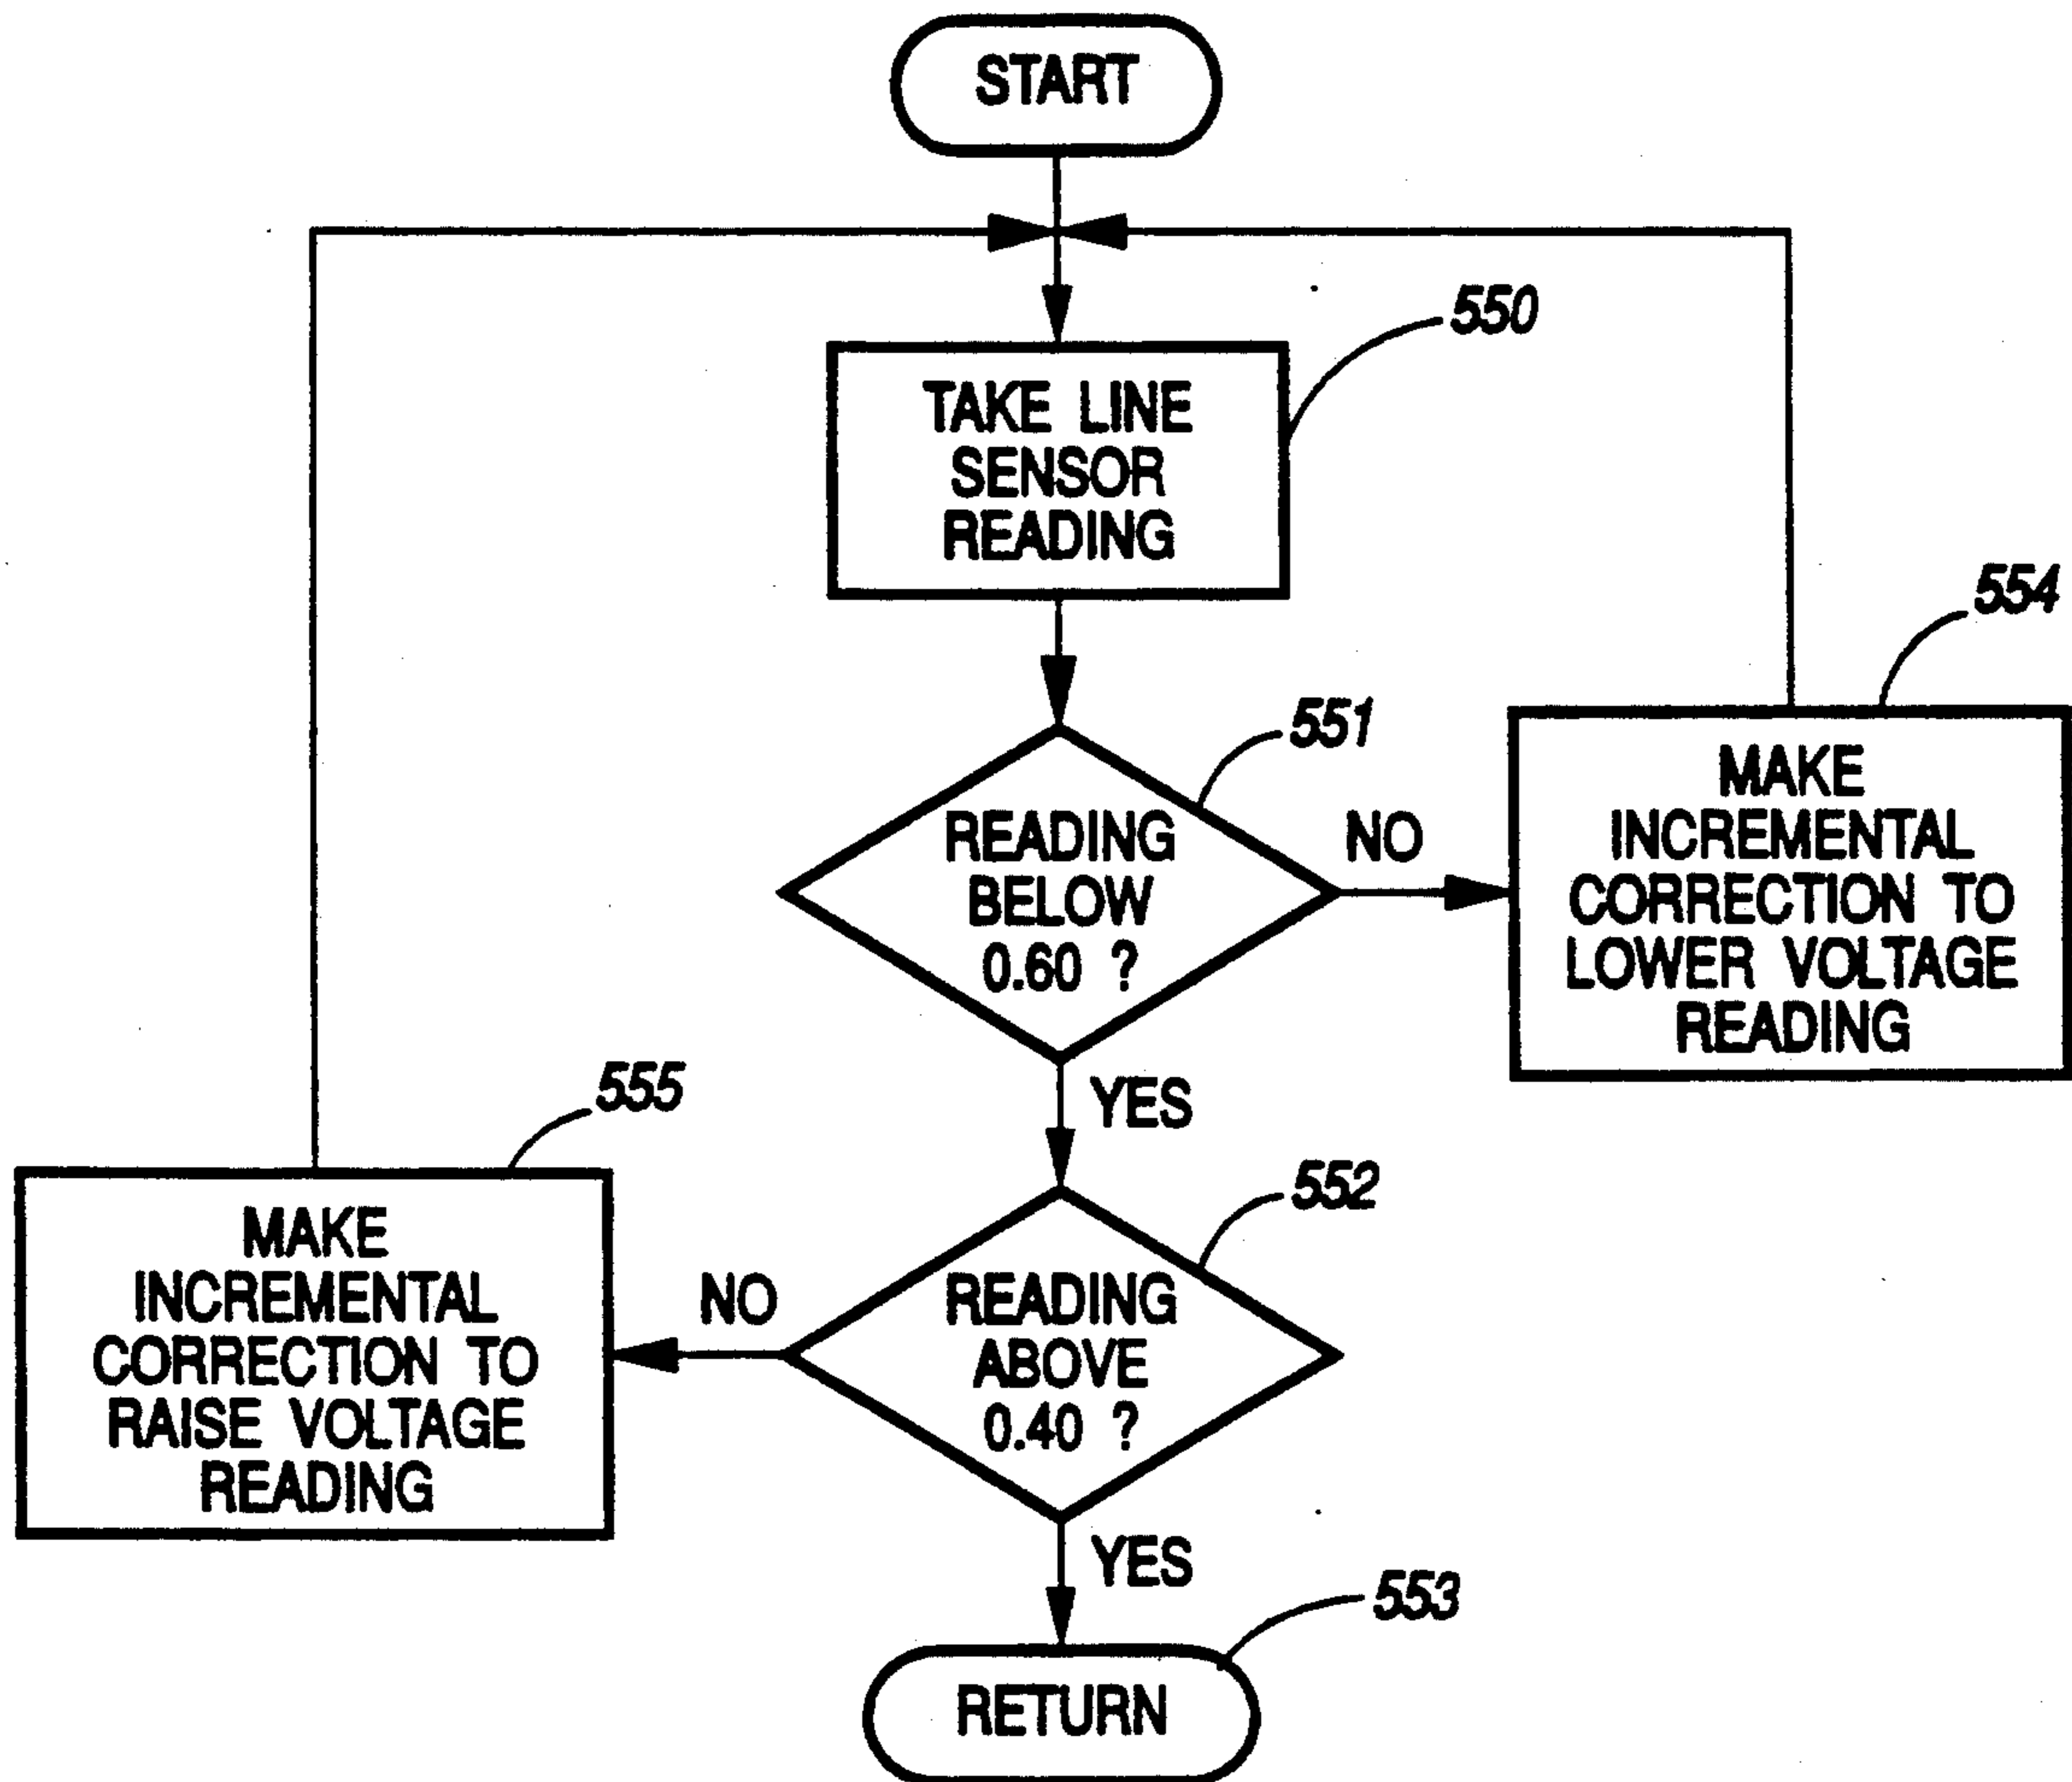 START
550
TAKE LINE
SENSOR
READING
554
551
READING
BELOW
0.60 ?
NO
MAKE
INCREMENTAL
CORRECTION TO
LOWER VOLTAGE
READING
YES
555
552
MAKE
INCREMENTAL
CORRECTION TO
RAISE VOLTAGE
READING
NO
READING
ABOVE
0.40 ?
YES
553
RETURN